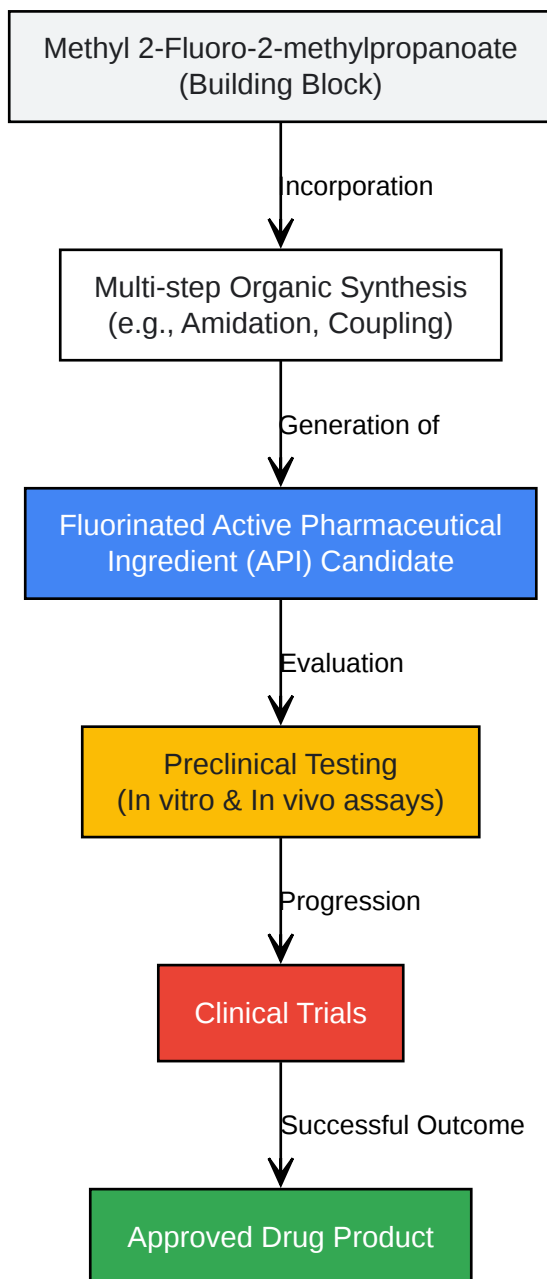 Methyl 2-Fluoro-2-methylpropanoate
(Building Block)
Incorporation
Multi-step Organic Synthesis
(e.g., Amidation, Coupling)
Generation of
Fluorinated Active Pharmaceutical
Ingredient (API) Candidate
Evaluation
Preclinical Testing
(In vitro & In vivo assays)
Progression
Clinical Trials
Successful Outcome
Approved Drug Product